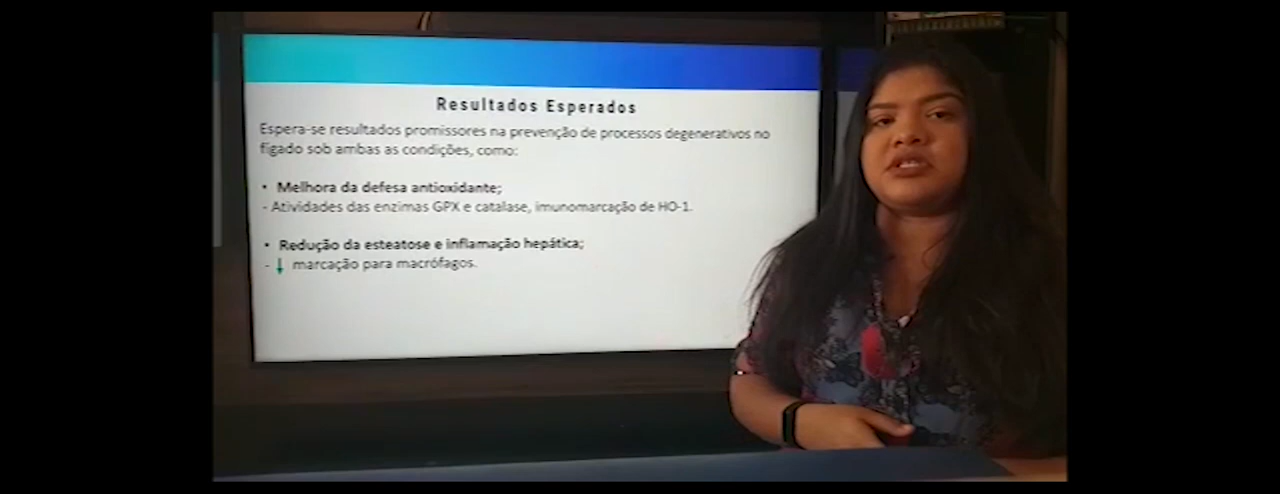 Resultados Esperados
Espera-se resultados promissores na prevenção de processos degenerativos no
fígado sob ambas as condições, como:
• Melhora da defesa antioxidante;
- Atividades das enzimas GPX e catalase, imunomarcação de HO-1.
• Redução da esteatose e inflamação hepática;
- ↓ marcação para macrófagos.